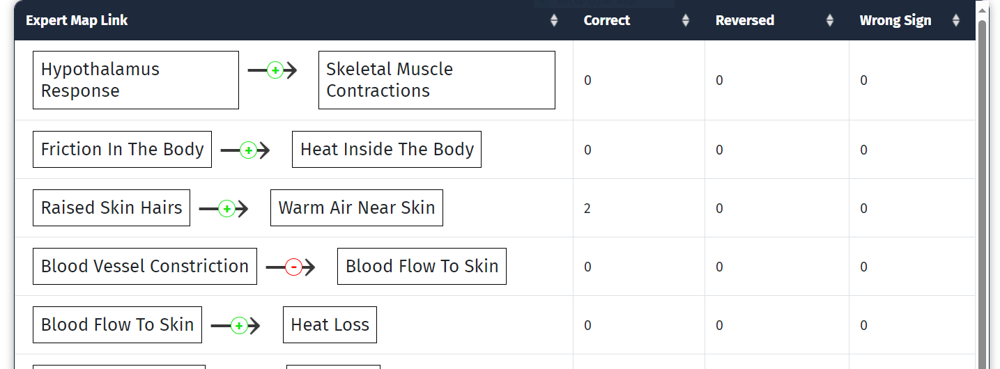 Expert Map Link Correct Reversed Wrong Sign
Hypothalamus
Response
+
Skeletal Muscle
Contractions
0 0 0
Friction In The Body + Heat Inside The Body 0 0 0
Raised Skin Hairs + Warm Air Near Skin 2 0 0
Blood Vessel Constriction - Blood Flow To Skin 0 0 0
Blood Flow To Skin + Heat Loss 0 0 0